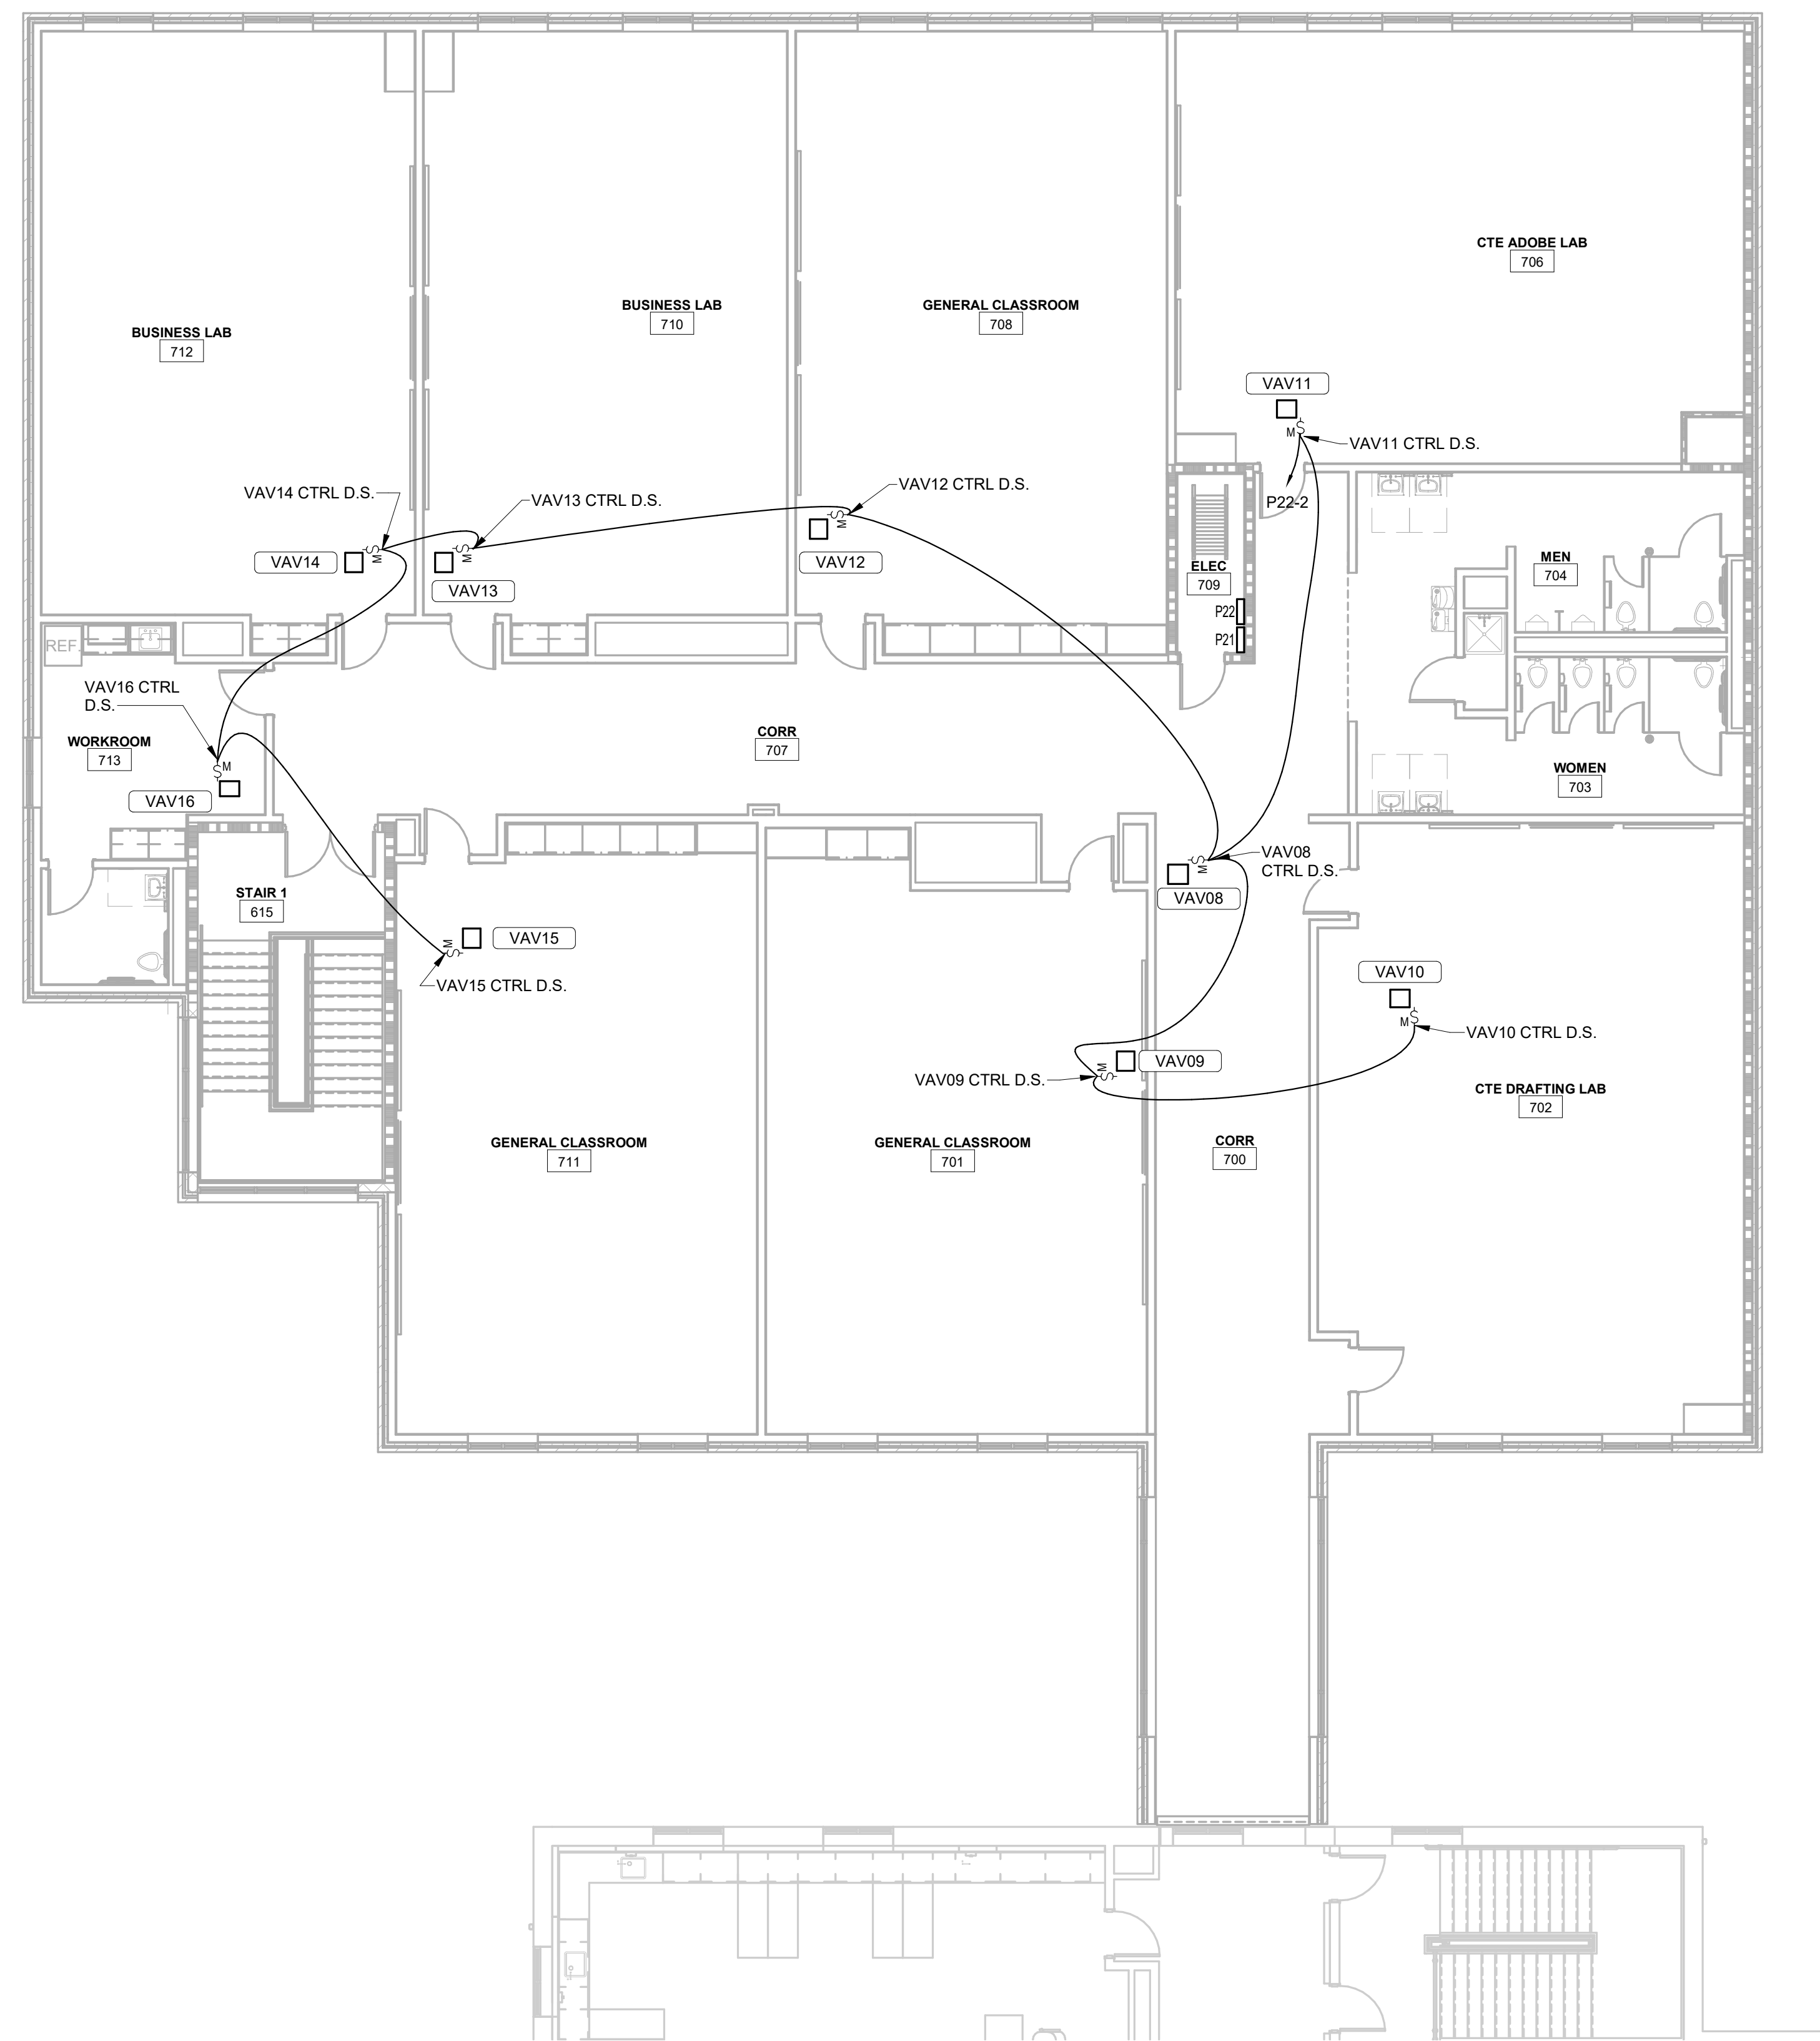 CTE ADOBE LAB
706
BUSINESS LAB
710
GENERAL CLASSROOM
708
BUSINESS LAB
712
VAV11
M
S
VAV11 CTRL D.S.
P22-2
VAV14 CTRL D.S.
VAV13 CTRL D.S.
VAV12 CTRL D.S.
S
M
S
M
S
M
VAV14
VAV13
VAV12
ELEC
709
P22
P21
MEN
704
REF.
VAV16 CTRL
D.S.
WORKROOM
713
M
S
VAV16
CORR
707
WOMEN
703
VAV08
CTRL D.S.
S
M
VAV08
STAIR 1
615
M
S
VAV15
VAV15 CTRL D.S.
VAV10
M
S
VAV10 CTRL D.S.
M
S
VAV09
VAV09 CTRL D.S.
CTE DRAFTING LAB
702
GENERAL CLASSROOM
711
GENERAL CLASSROOM
701
CORR
700